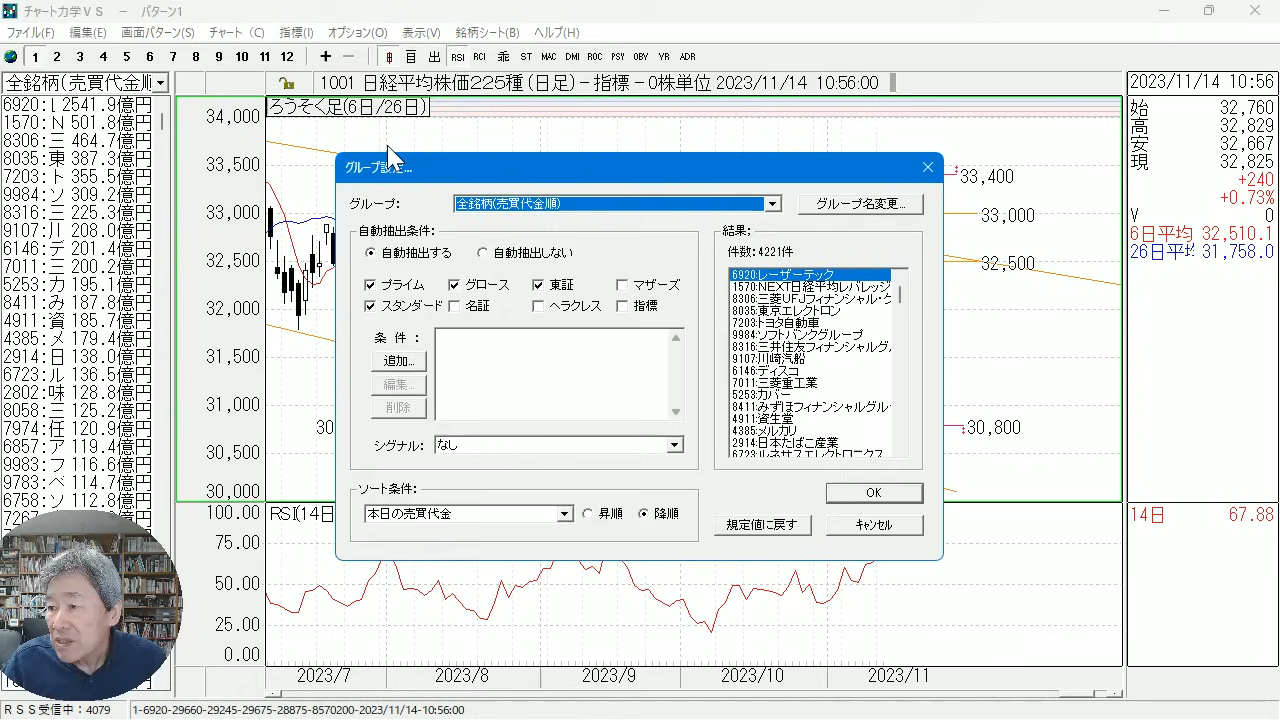 チャート力学VS － パターン1
ファイル(F) 編集(E) 画面パターン(S) チャート(C) 指標(I) オプション(O) 表示(V) 銘柄シート(B) ヘルプ(H)
1 2 3 4 5 6 7 8 9 10 11 12 + － 日 出 RSI RCI 乖 ST MAC DMI ROC PSY OBY YR ADR
全銘柄(売買代金順
1001 日経平均株価225種(日足)－指標－0株単位 2023/11/14 10:56:00
2023/11/14 10:56
6920:L 2541.9億円
1570:N 501.8億円
8306:三 464.7億円
8035:東 387.3億円
7203:ト 355.5億円
9984:ソ 309.2億円
8316:三 225.3億円
9107:川 208.0億円
6146:デ 201.4億円
7011:三 200.2億円
5253:カ 195.1億円
8411:み 187.8億円
4911:資 185.7億円
4385:メ 179.4億円
2914:日 138.0億円
6723:ル 136.5億円
2802:味 128.8億円
8058:三 125.2億円
7974:任 120.9億円
6857:ア 119.4億円
9983:フ 116.6億円
9783:ベ 114.7億円
6758:ソ 112.8億円
ろうそく足(6日/26日)
34,000
33,500
33,000
32,500
32,000
31,500
31,000
30,500
30,000
33,400
33,000
32,500
30,800
30
RSI(14日
100.00
75.00
50.00
25.00
0.00
2023/7 2023/8 2023/9 2023/10 2023/11
始 32,760
高 32,829
安 32,667
現 32,825
+240
+0.73%
V 0
6日平均 32,510.1
26日平均 31,758.0
14日 67.88
グループ設定...
グループ: 全銘柄(売買代金順) グループ名変更...
自動抽出条件:
自動抽出する 自動抽出しない
プライム グロース 東証 マザーズ
スタンダード 名証 ヘラクレス 指標
条件:
追加...
編集...
削除
シグナル: なし
ソート条件:
本日の売買代金 昇順 降順
結果:
件数:4221件
6920:レーザーテック
1570:NEXT日経平均レバレッジ
8306:三菱UFJフィナンシャル・ク
8035:東京エレクトロン
7203:トヨタ自動車
9984:ソフトバンクグループ
8316:三井住友フィナンシャルグ
9107:川崎汽船
6146:ディスコ
7011:三菱重工業
5253:カバー
8411:みずほフィナンシャルグル
4911:資生堂
4385:メルカリ
2914:日本たばこ産業
6723:ルネサスエレクトロニクス
OK
規定値に戻す キャンセル
RSS受信中:4079 1-6920-29660-29245-29675-28875-8570200-2023/11/14-10:56:00